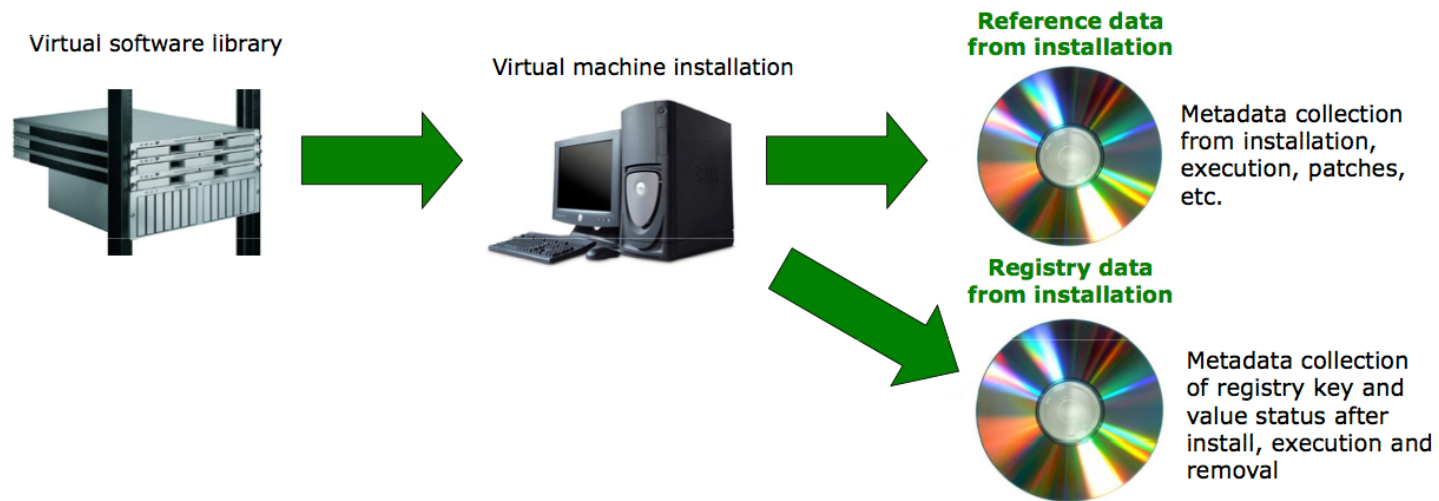 Virtual software library
Virtual machine installation
Reference data
from installation
Metadata collection
from installation,
execution, patches,
etc.
Registry data
from installation
Metadata collection
of registry key and
value status after
install, execution and
removal